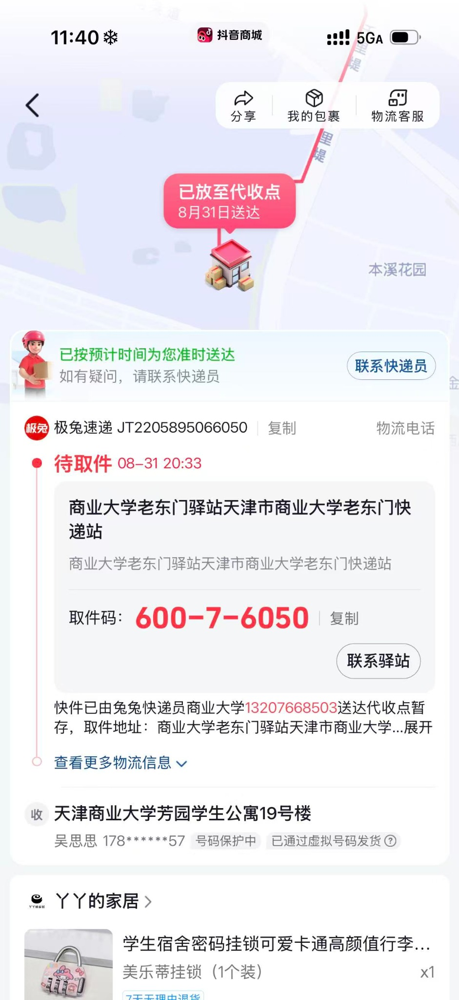 11:40
抖音商城
5GA
分享
我的包裹
物流客服
里堤
已放至代收点
8月31日送达
本溪花园
已按预计时间为您准时送达
如有疑问，请联系快递员
联系快递员
金
极兔
极兔速递 JT2205895066050
复制
物流电话
待取件 08-31 20:33
商业大学老东门驿站天津市商业大学老东门快
递站
商业大学老东门驿站天津市商业大学老东门快递站
取件码：
600-7-6050
复制
联系驿站
快件已由兔兔快递员商业大学13207668503送达代收点暂
存，取件地址：商业大学老东门驿站天津市商业大学...展开
查看更多物流信息
收
天津商业大学芳园学生公寓19号楼
吴思思 178******57 号码保护中 已通过虚拟号码发货?
丫丫的家居
丫丫的家居
学生宿舍密码挂锁可爱卡通高颜值行李...
美乐蒂挂锁（1个装）
x1
7天无理由退货